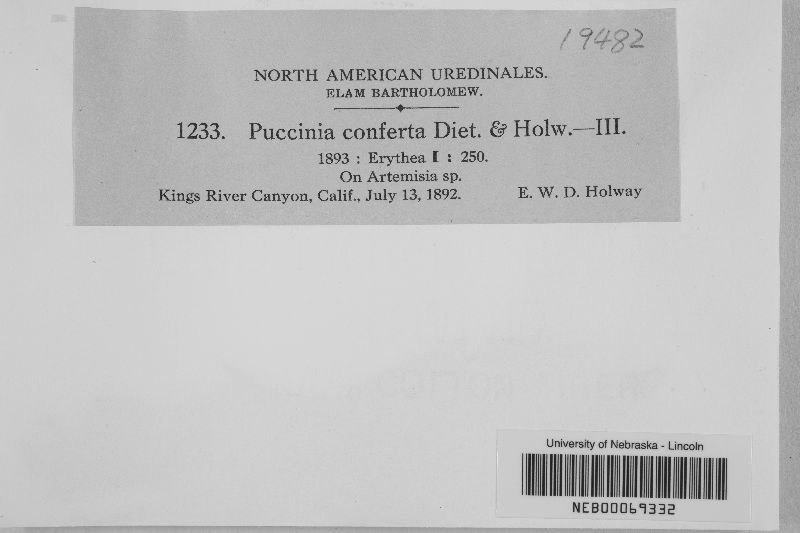 19482
NORTH AMERICAN UREDINALES.
ELAM BARTHOLOMEW.
1233. Puccinia conferta Diet. & Holw.—III.
1893 : Erythea I : 250.
On Artemisia sp.
Kings River Canyon, Calif., July 13, 1892. E. W. D. Holway
University of Nebraska - Lincoln
NEB00069332